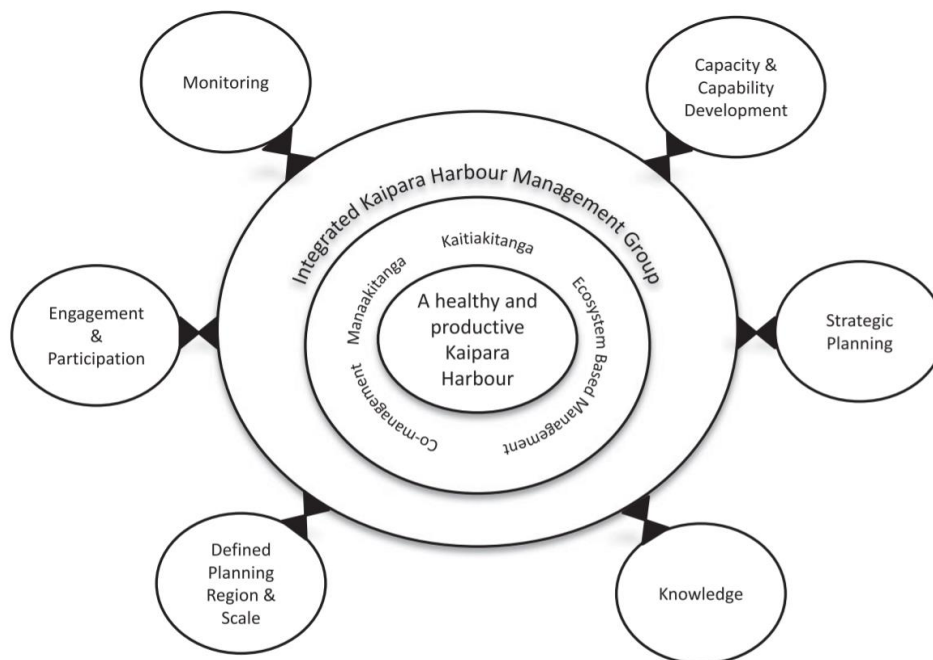 Monitoring
Capacity &
Capability
Development
Integrated Kaipara Harbour Management Group
Kaitiakitanga
Manaakitanga
Ecosystem Based Management
Co-management
A healthy and
productive
Kaipara
Harbour
Engagement
&
Participation
Strategic
Planning
Defined
Planning
Region &
Scale
Knowledge